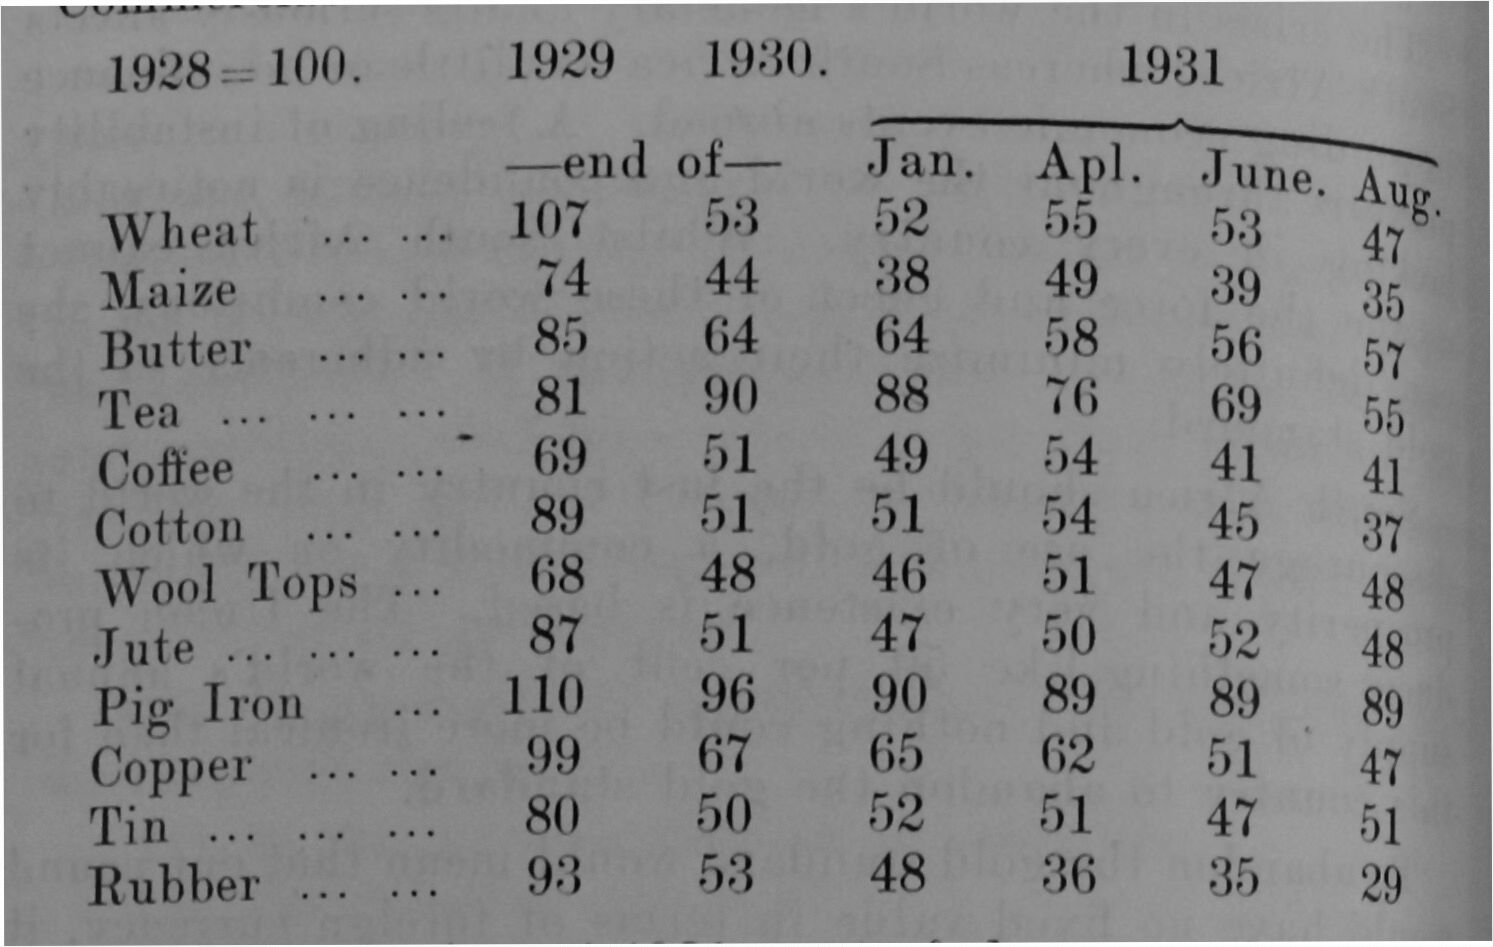 1928=100. 1929 1930. 1931
—end of— Jan. Apl. June. Aug.
Wheat ... ... 107 53 52 55 53 47
Maize ... ... 74 44 38 49 39 35
Butter ... ... 85 64 64 58 56 57
Tea ... ... ... 81 90 88 76 69 55
Coffee ... ... 69 51 49 54 41 41
Cotton ... ... 89 51 51 54 45 37
Wool Tops ... 68 48 46 51 47 48
Jute ... ... ... 87 51 47 50 52 48
Pig Iron ... 110 96 90 89 89 89
Copper ... ... 99 67 65 62 51 47
Tin ... ... ... 80 50 52 51 47 51
Rubber ... ... 93 53 48 36 35 29